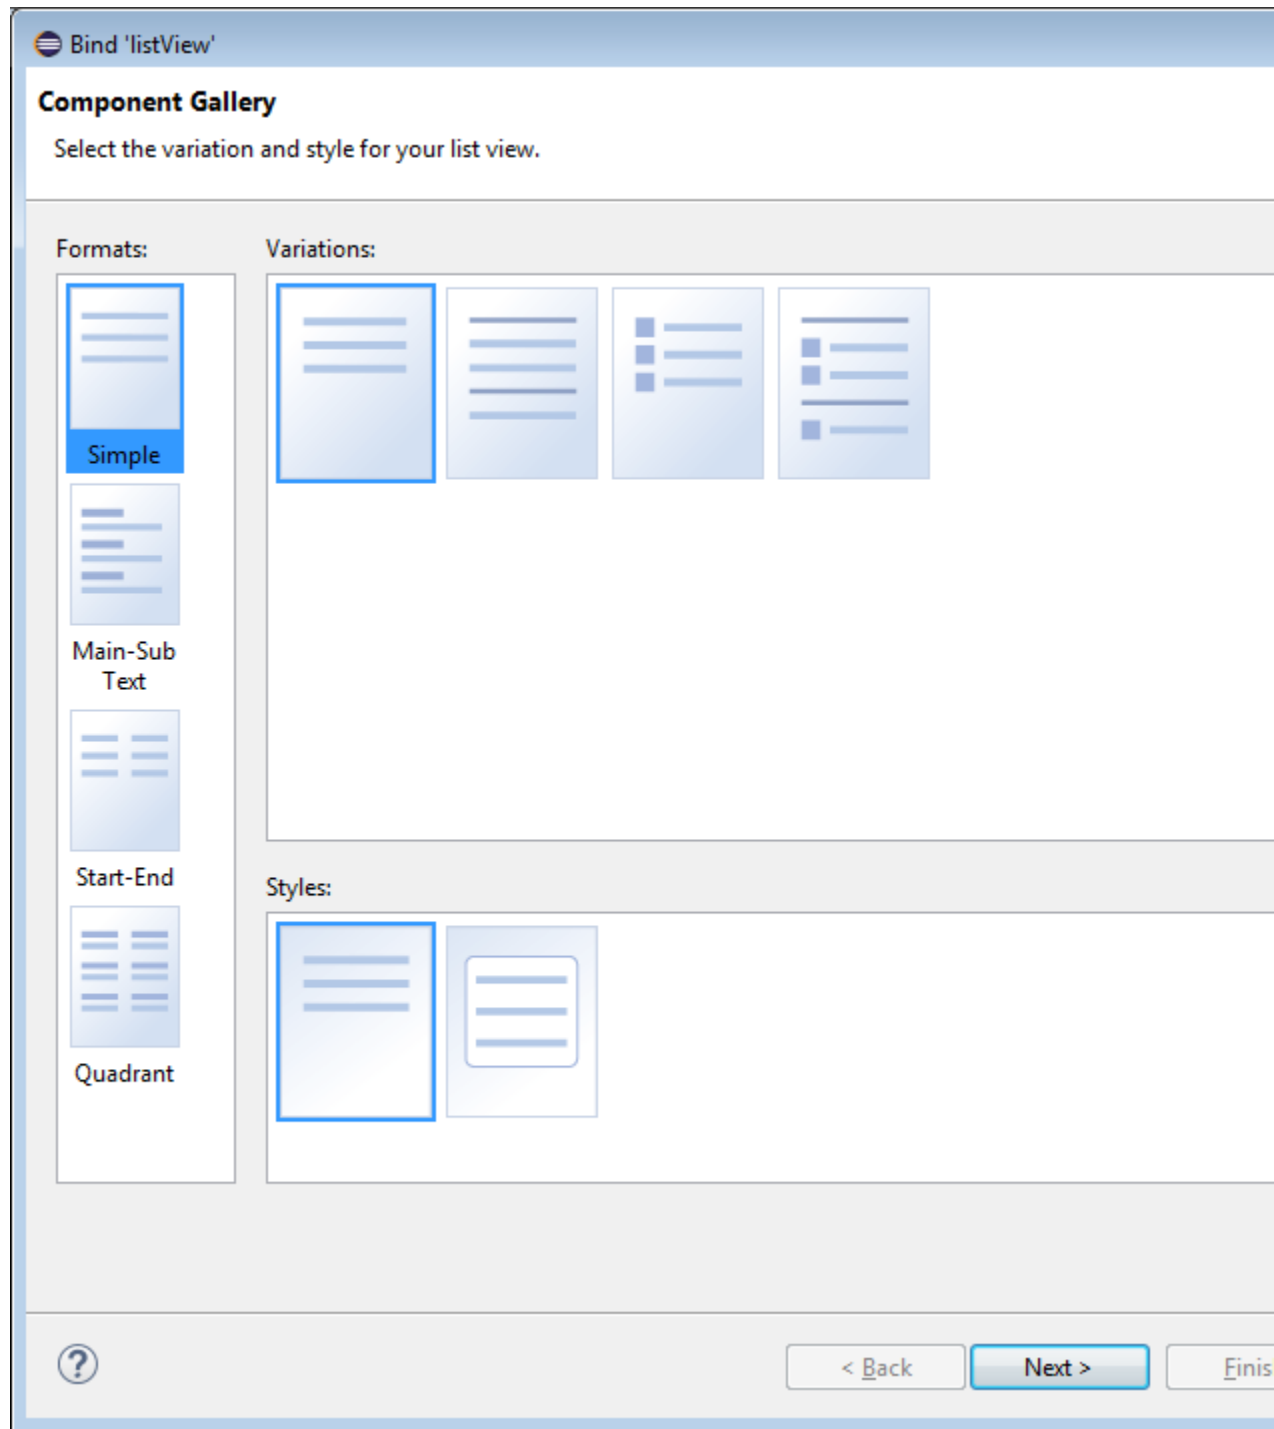 Bind 'listView'
Component Gallery
Select the variation and style for your list view.
Formats:
Variations:
Simple
Main-Sub
Text
Start-End
Styles:
Quadrant
< Back
Next >
Finis